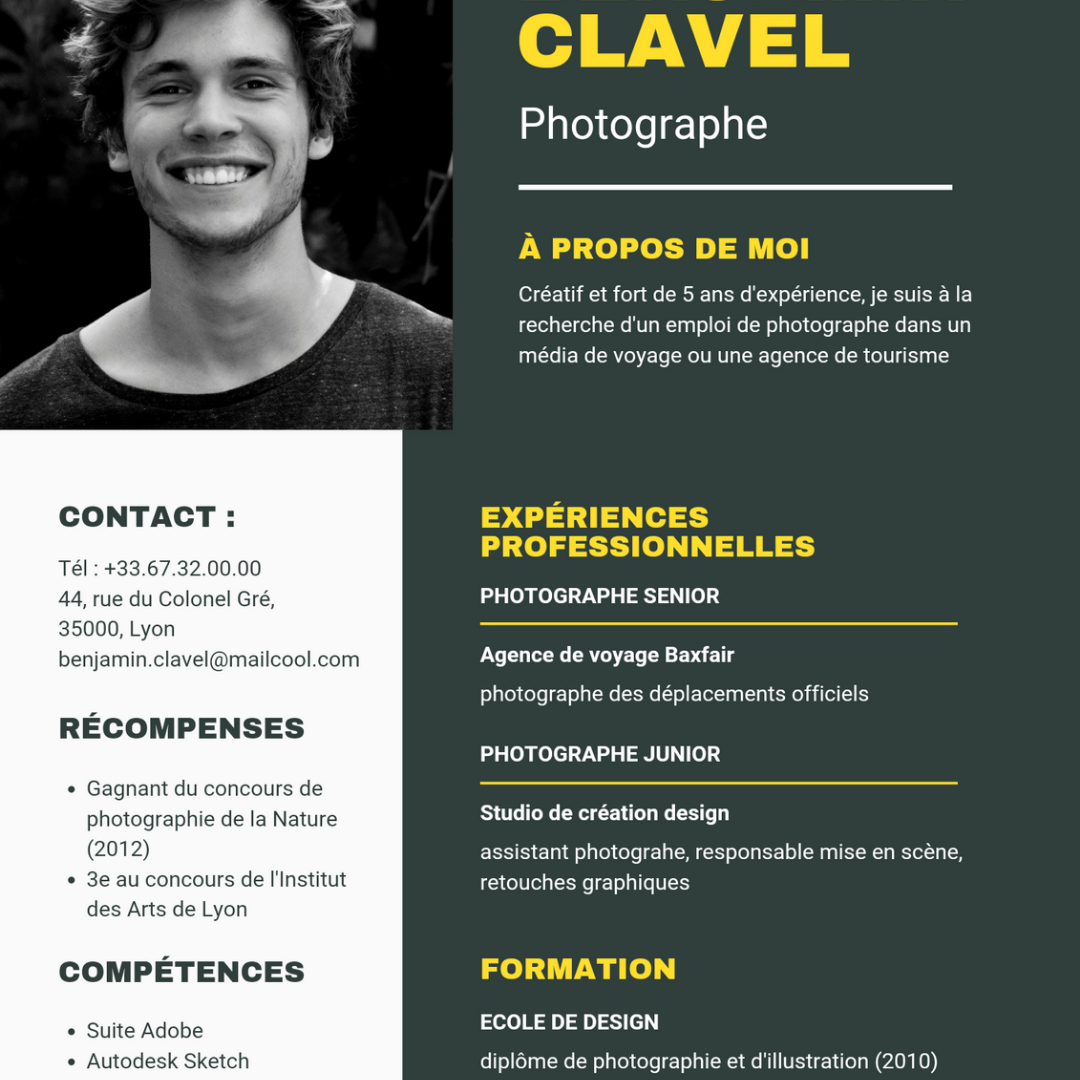 CLAVEL
Photographe
À PROPOS DE MOI
Créatif et fort de 5 ans d'expérience, je suis à la
recherche d'un emploi de photographe dans un
média de voyage ou une agence de tourisme
CONTACT :
Tél : +33.67.32.00.00
44, rue du Colonel Gré,
35000, Lyon
benjamin.clavel@mailcool.com
RÉCOMPENSES
• Gagnant du concours de
photographie de la Nature
(2012)
• 3e au concours de l'Institut
des Arts de Lyon
COMPÉTENCES
• Suite Adobe
• Autodesk Sketch
EXPÉRIENCES
PROFESSIONNELLES
PHOTOGRAPHE SENIOR
Agence de voyage Baxfair
photographe des déplacements officiels
PHOTOGRAPHE JUNIOR
Studio de création design
assistant photograhe, responsable mise en scène,
retouches graphiques
FORMATION
ECOLE DE DESIGN
diplôme de photographie et d'illustration (2010)